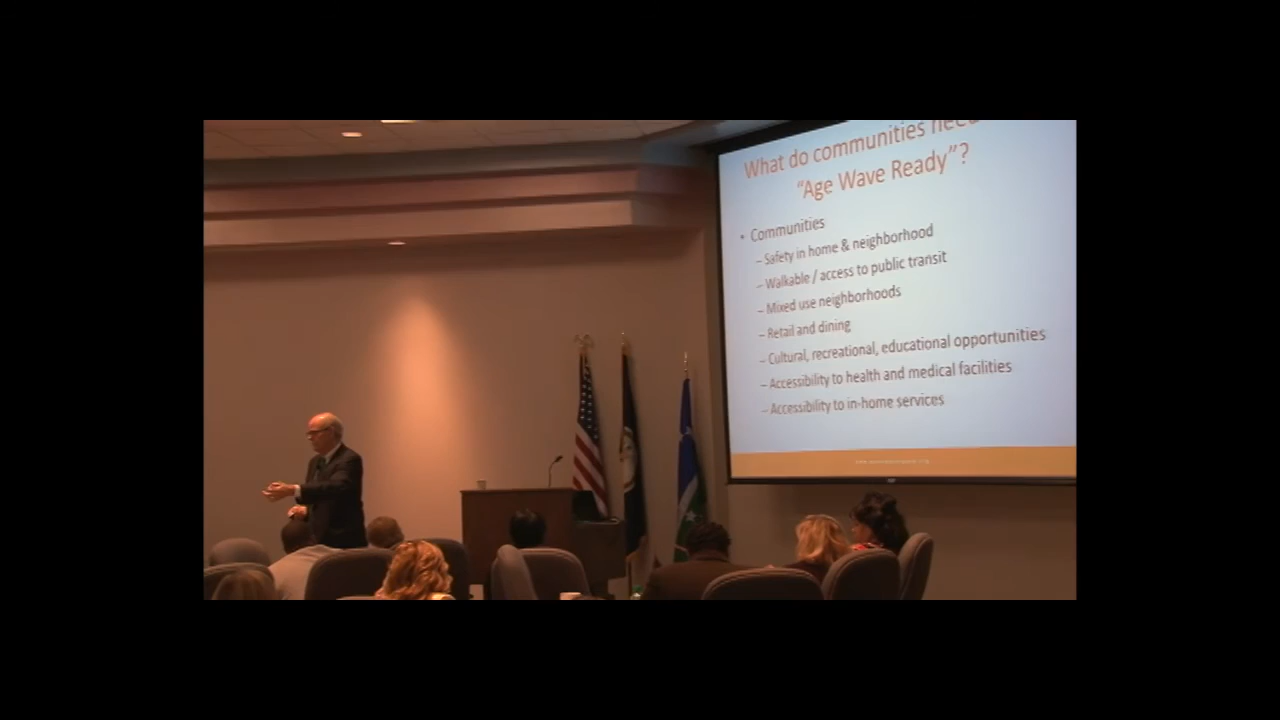 What do communities need
"Age Wave Ready"?
• Communities
– Safety in home & neighborhood
– Walkable / access to public transit
– Mixed use neighborhoods
– Retail and dining
– Cultural, recreational, educational opportunities
– Accessibility to health and medical facilities
– Accessibility to in-home services